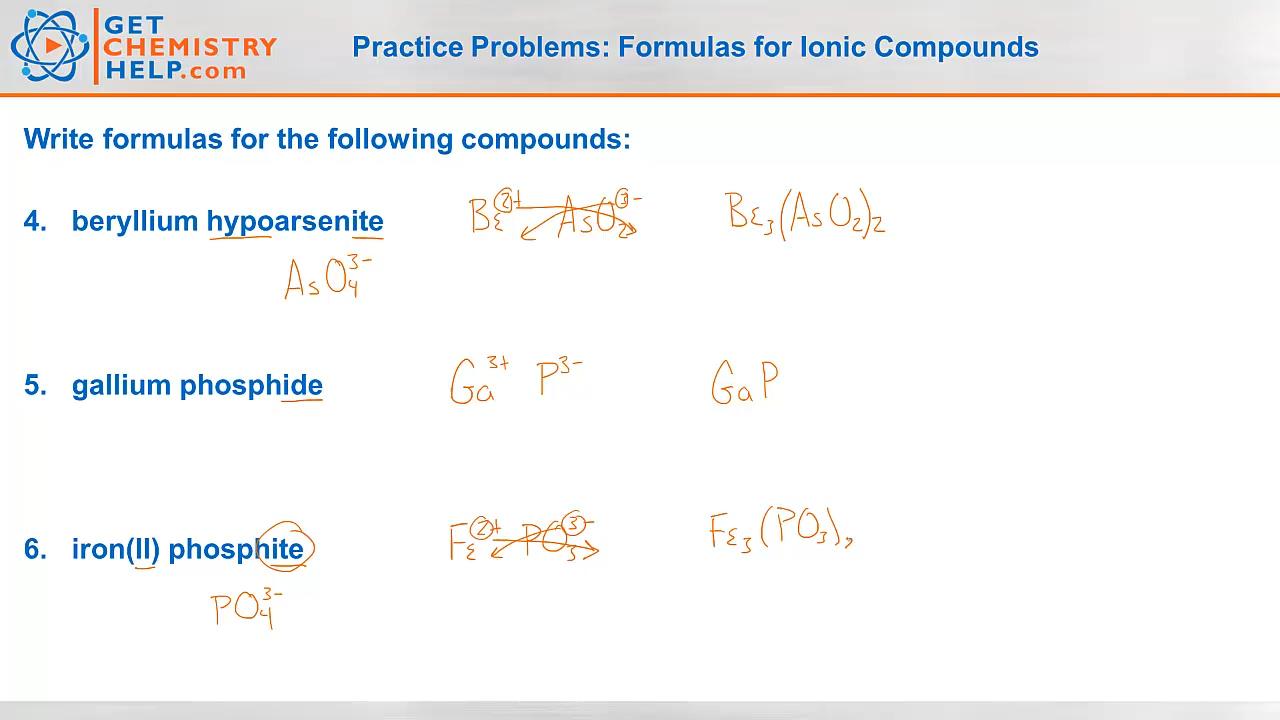 GET
CHEMISTRY
HELP.com
Practice Problems: Formulas for Ionic Compounds
Write formulas for the following compounds:
4. beryllium hypoarsenite Be²⁺ AsO₂³⁻ Be₃(AsO₂)₂
AsO₄³⁻
5. gallium phosphide Ga³⁺ P³⁻ GaP
6. iron(II) phosphite Fe²⁺ PO₃³⁻ Fe₃(PO₃)
PO₄³⁻